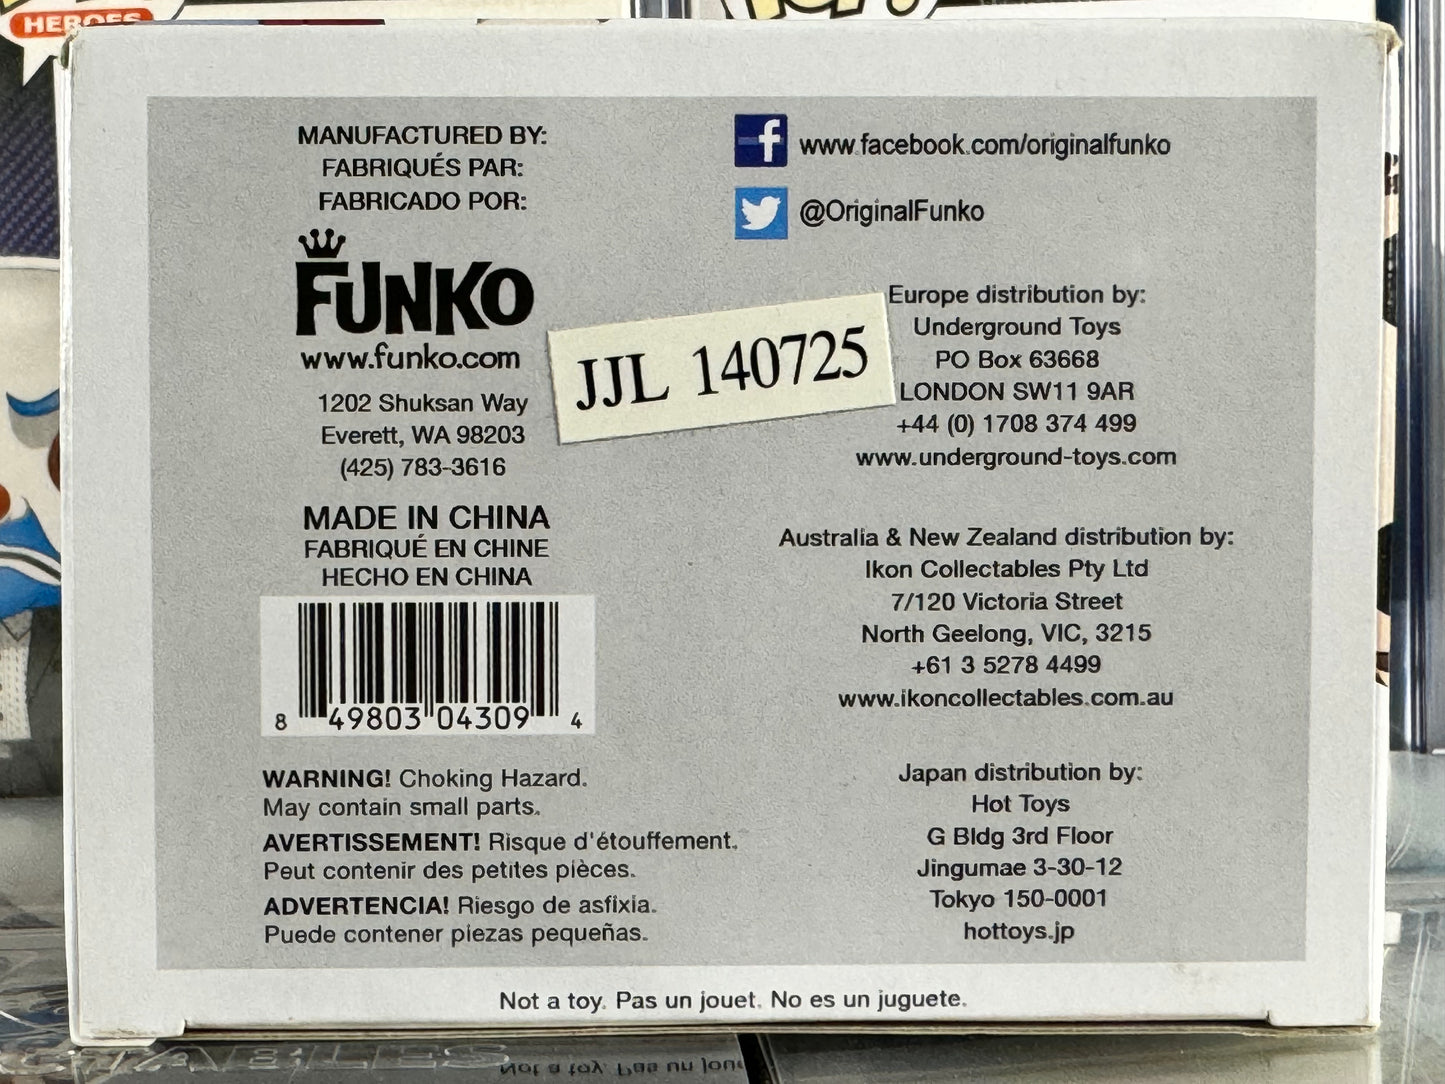 HEROES
MANUFACTURED BY:
FABRIQUÉS PAR:
FABRICADO POR:
FUNKO
www.funko.com
1202 Shuksan Way
Everett, WA 98203
(425) 783-3616
MADE IN CHINA
FABRIQUÉ EN CHINE
HECHO EN CHINA
8 49803 04309 4
WARNING! Choking Hazard.
May contain small parts.
AVERTISSEMENT! Risque d'étouffement.
Peut contenir des petites pièces.
ADVERTENCIA! Riesgo de asfixia.
Puede contener piezas pequeñas.
JJL 140725
f www.facebook.com/originalfunko
@OriginalFunko
Europe distribution by:
Underground Toys
PO Box 63668
LONDON SW11 9AR
+44 (0) 1708 374 499
www.underground-toys.com
Australia & New Zealand distribution by:
Ikon Collectables Pty Ltd
7/120 Victoria Street
North Geelong, VIC, 3215
+61 3 5278 4499
www.ikoncollectables.com.au
Japan distribution by:
Hot Toys
G Bldg 3rd Floor
Jingumae 3-30-12
Tokyo 150-0001
hottoys.jp
Not a toy. Pas un jouet. No es un juguete.
Not a toy. Pas un jou